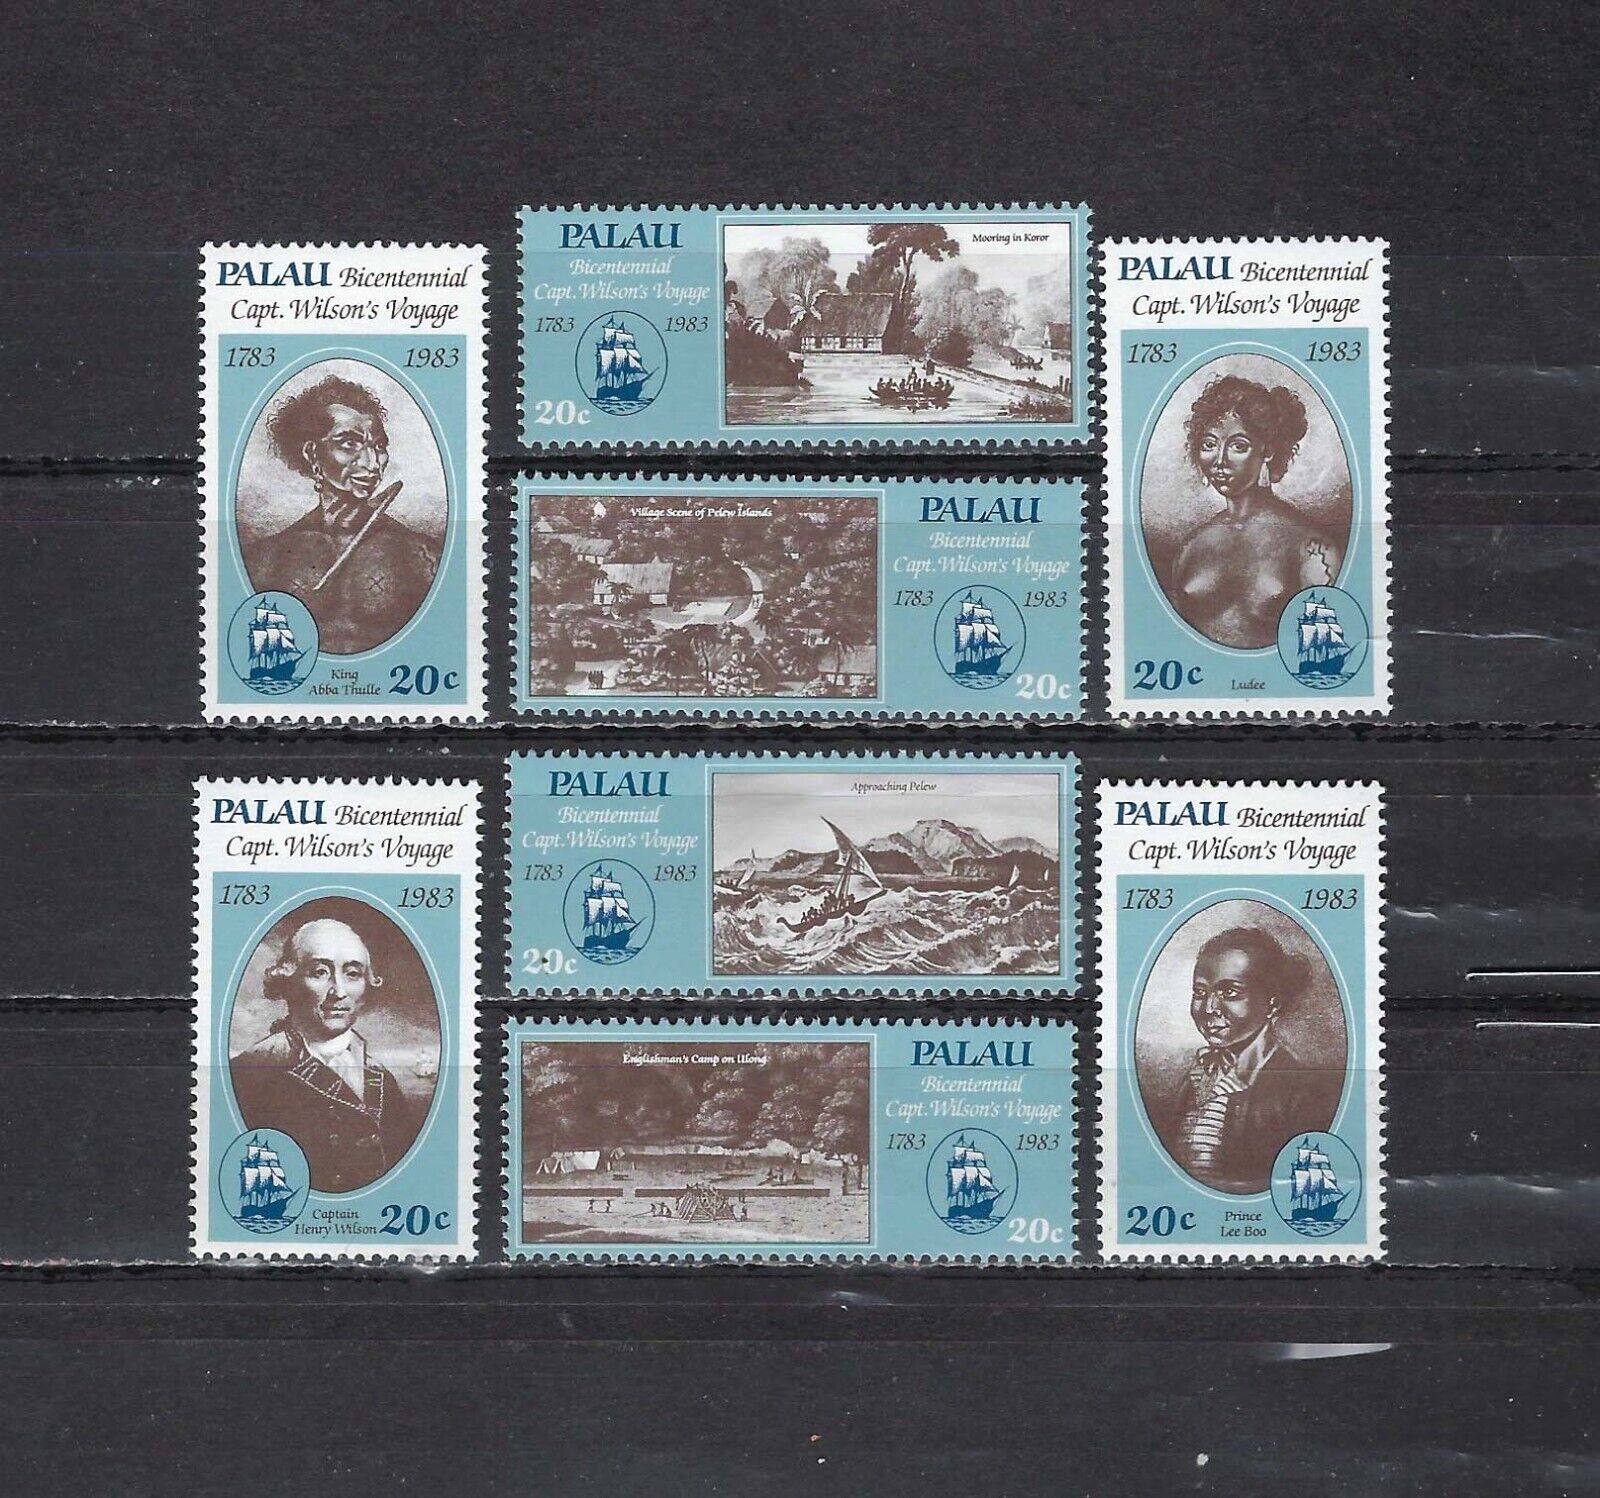 PALAU Bicentennial
Capt. Wilson's Voyage
1783 1983
King
Abba Thulle 20c
PALAU
Bicentennial
Capt. Wilson's Voyage
1783 1983
20c
Mooring in Koror
PALAU Bicentennial
Capt. Wilson's Voyage
1783 1983
20c Ludee
Village Scene of Pelew Islands
PALAU
Bicentennial
Capt. Wilson's Voyage
1783 1983
20c
PALAU Bicentennial
Capt. Wilson's Voyage
1783 1983
Captain
Henry Wilson 20c
PALAU
Bicentennial
Capt. Wilson's Voyage
1783 1983
20c
Approaching Pelew
PALAU Bicentennial
Capt. Wilson's Voyage
1783 1983
20c Prince
Lee Boo
Englishman's Camp on Ulong
PALAU
Bicentennial
Capt. Wilson's Voyage
1783 1983
20c